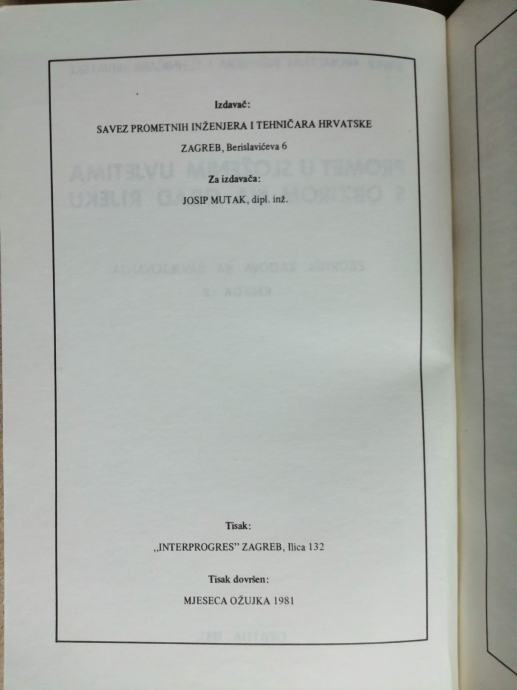 Izdavač:
SAVEZ PROMETNIH INŽENJERA I TEHNIČARA HRVATSKE
ZAGREB, Berislavićeva 6
Za izdavača:
JOSIP MUTAK, dipl. inž.
Tisak:
„INTERPROGRES” ZAGREB, Ilica 132
Tisak dovršen:
MJESECA OŽUJKA 1981